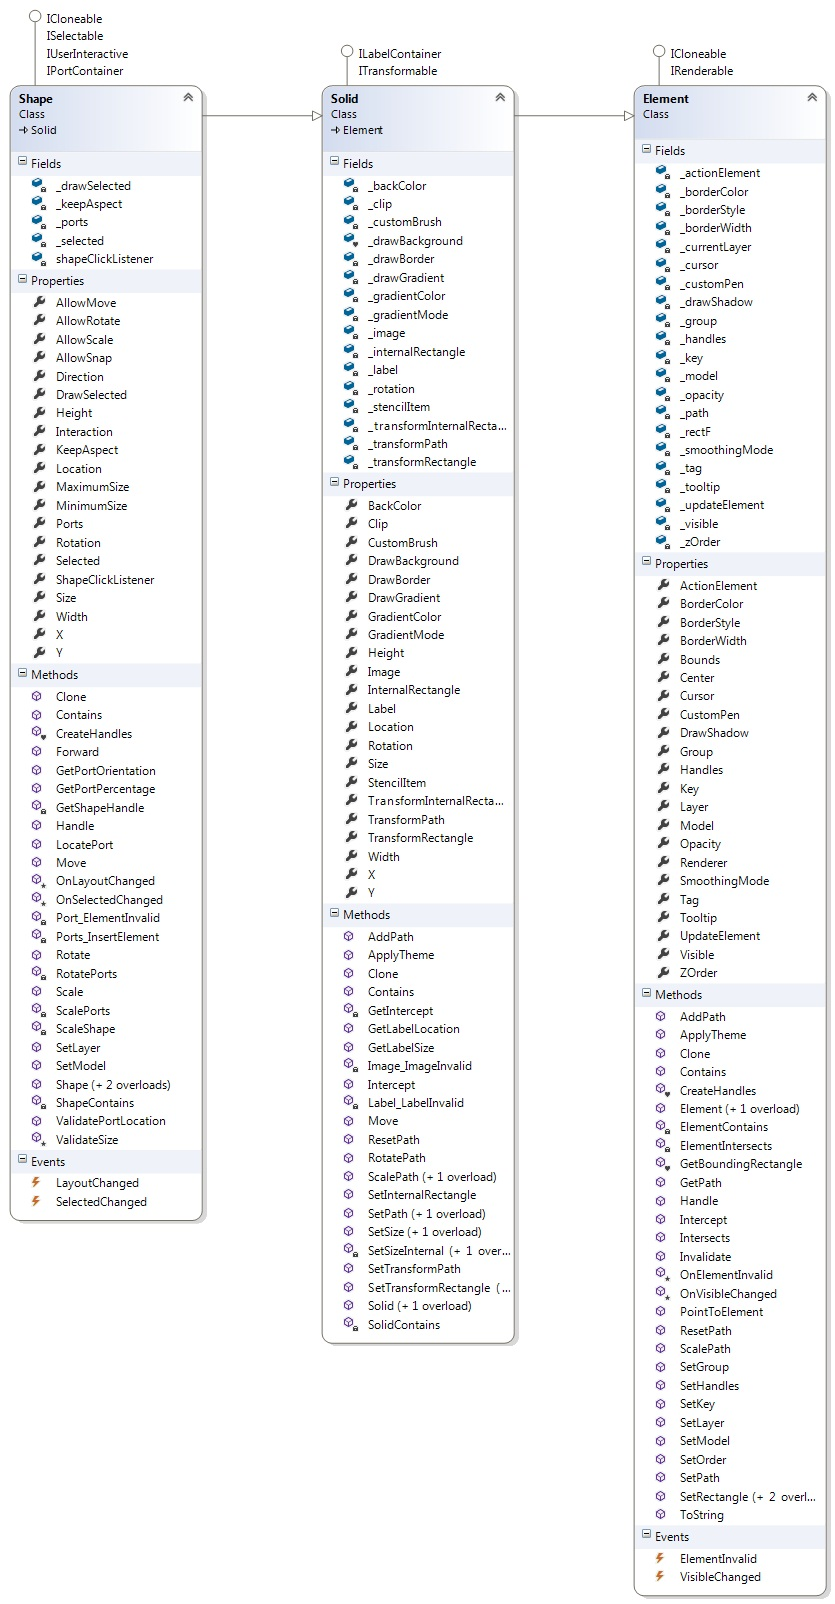 ICloneable
ISelectable
IUserInteractive
IPortContainer
Shape
Class
Solid
Fields
_drawSelected
_keepAspect
_ports
_selected
shapeClickListener
Properties
AllowMove
AllowRotate
AllowScale
AllowSnap
Direction
DrawSelected
Height
Interaction
KeepAspect
Location
MaximumSize
MinimumSize
Ports
Rotation
Selected
ShapeClickListener
Size
Width
X
Y
Methods
Clone
Contains
CreateHandles
Forward
GetPortOrientation
GetPortPercentage
GetShapeHandle
Handle
LocatePort
Move
OnLayoutChanged
OnSelectedChanged
Port_ElementInvalid
Ports_InsertElement
Rotate
RotatePorts
Scale
ScalePorts
ScaleShape
SetLayer
SetModel
Shape (+ 2 overloads)
ShapeContains
ValidatePortLocation
ValidateSize
Events
LayoutChanged
SelectedChanged
ILabelContainer
ITransformable
Solid
Class
Element
Fields
_backColor
_clip
_customBrush
_drawBackground
_drawBorder
_drawGradient
_gradientColor
_gradientMode
_image
_internalRectangle
_label
_rotation
_stencilItem
_transformInternalRecta...
_transformPath
_transformRectangle
Properties
BackColor
Clip
CustomBrush
DrawBackground
DrawBorder
DrawGradient
GradientColor
GradientMode
Height
Image
InternalRectangle
Label
Location
Rotation
Size
StencilItem
TransformInternalRecta...
TransformPath
TransformRectangle
Width
X
Y
Methods
AddPath
ApplyTheme
Clone
Contains
GetIntercept
GetLabelLocation
GetLabelSize
Image_ImageInvalid
Intercept
Label_LabelInvalid
Move
ResetPath
RotatePath
ScalePath (+ 1 overload)
SetInternalRectangle
SetPath (+ 1 overload)
SetSize (+ 1 overload)
SetSizeInternal (+ 1 over...
SetTransformPath
SetTransformRectangle (...
Solid (+ 1 overload)
SolidContains
ICloneable
IRenderable
Element
Class
Fields
_actionElement
_borderColor
_borderStyle
_borderWidth
_currentLayer
_cursor
_customPen
_drawShadow
_group
_handles
_key
_model
_opacity
_path
_rectF
_smoothingMode
_tag
_tooltip
_updateElement
_visible
_zOrder
Properties
ActionElement
BorderColor
BorderStyle
BorderWidth
Bounds
Center
Cursor
CustomPen
DrawShadow
Group
Handles
Key
Layer
Model
Opacity
Renderer
SmoothingMode
Tag
Tooltip
UpdateElement
Visible
ZOrder
Methods
AddPath
ApplyTheme
Clone
Contains
CreateHandles
Element (+ 1 overload)
ElementContains
ElementIntersects
GetBoundingRectangle
GetPath
Handle
Intercept
Intersects
Invalidate
OnElementInvalid
OnVisibleChanged
PointToElement
ResetPath
ScalePath
SetGroup
SetHandles
SetKey
SetLayer
SetModel
SetOrder
SetPath
SetRectangle (+ 2 overl...
ToString
Events
ElementInvalid
VisibleChanged